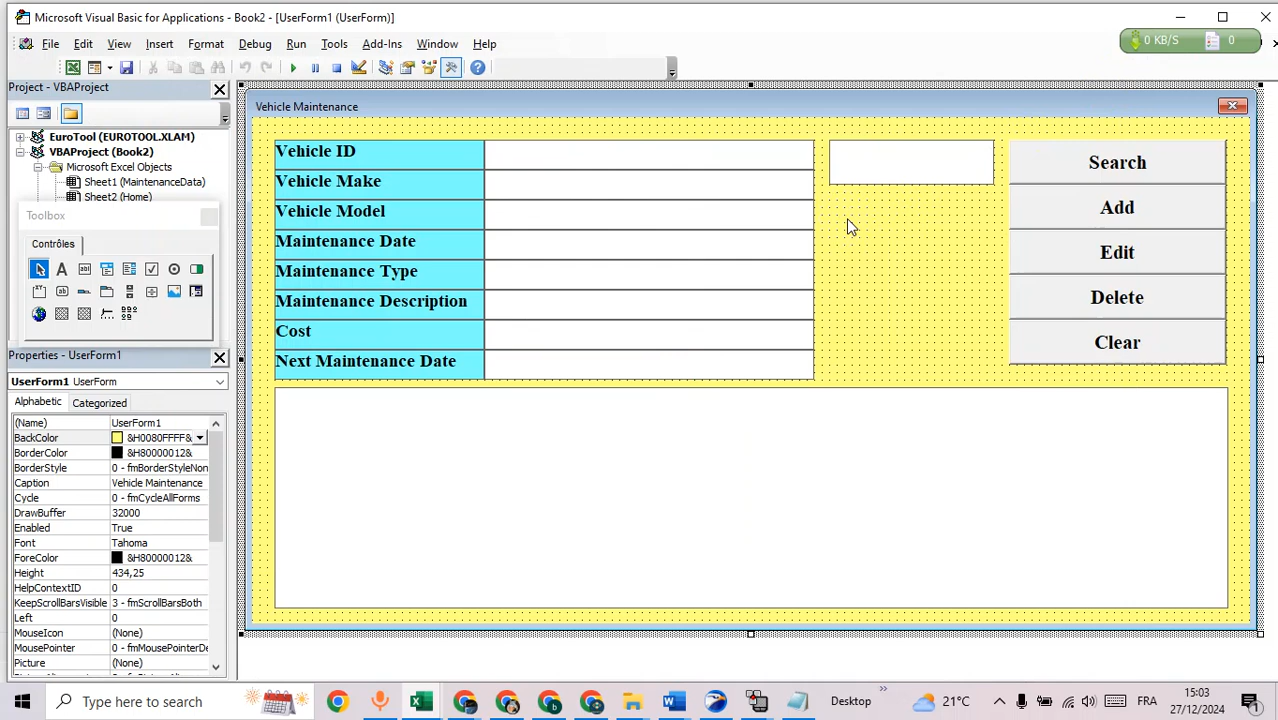 Microsoft Visual Basic for Applications - Book2 - [UserForm1 (UserForm)]
File Edit View Insert Format Debug Run Tools Add-Ins Window Help
0 KB/S 0
Project - VBAProject
EuroTool (EUROTOOL.XLAM)
VBAProject (Book2)
Microsoft Excel Objects
Sheet1 (MaintenanceData)
Sheet2 (Home)
Toolbox
Contrôles
Properties - UserForm1
UserForm1 UserForm
Alphabetic Categorized
(Name) UserForm1
BackColor &H0080FFFF&
BorderColor &H80000012&
BorderStyle 0 - fmBorderStyleNon
Caption Vehicle Maintenance
Cycle 0 - fmCycleAllForms
DrawBuffer 32000
Enabled True
Font Tahoma
ForeColor &H80000012&
Height 434,25
HelpContextID 0
KeepScrollBarsVisible 3 - fmScrollBarsBoth
Left 0
MouseIcon (None)
MousePointer 0 - fmMousePointerDe
Picture (None)
Vehicle Maintenance
Vehicle ID
Vehicle Make
Vehicle Model
Maintenance Date
Maintenance Type
Maintenance Description
Cost
Next Maintenance Date
Search
Add
Edit
Delete
Clear
Type here to search
Desktop
21°C
FRA
15:03
27/12/2024
1